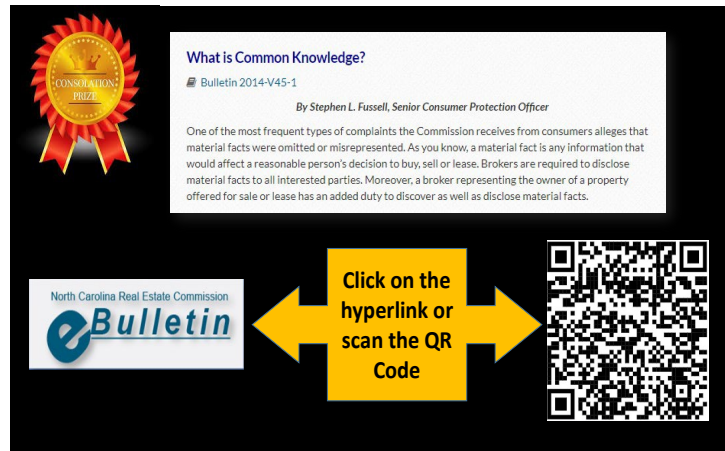 CONSOLATION
PRIZE
What is Common Knowledge?
Bulletin 2014-V45-1
By Stephen L. Fussell, Senior Consumer Protection Officer
One of the most frequent types of complaints the Commission receives from consumers alleges that
material facts were omitted or misrepresented. As you know, a material fact is any information that
would affect a reasonable person's decision to buy, sell or lease. Brokers are required to disclose
material facts to all interested parties. Moreover, a broker representing the owner of a property
offered for sale or lease has an added duty to discover as well as disclose material facts.
North Carolina Real Estate Commission
eBulletin
Click on the
hyperlink or
scan the QR
Code